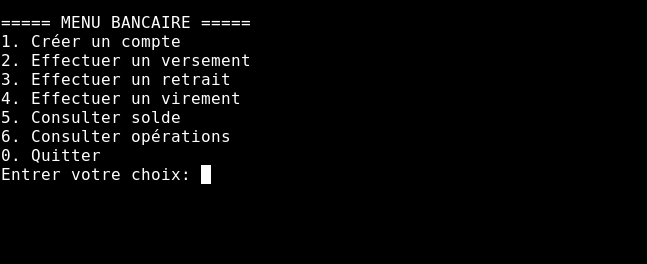 ===== MENU BANCAIRE =====
1. Créer un compte
2. Effectuer un versement
3. Effectuer un retrait
4. Effectuer un virement
5. Consulter solde
6. Consulter opérations
0. Quitter
Entrer votre choix: